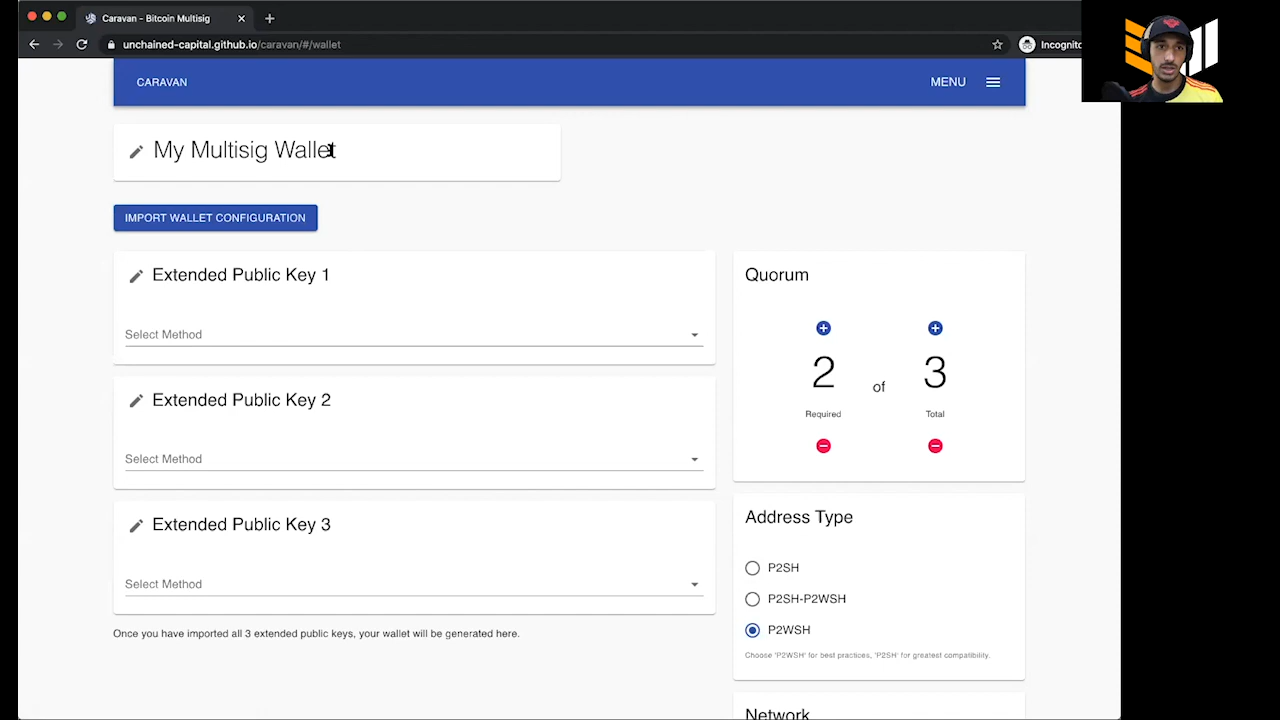 Caravan - Bitcoin Multisig
unchained-capital.github.io/caravan/#/wallet
Incognito
CARAVAN
MENU
My Multisig Wallet
IMPORT WALLET CONFIGURATION
Extended Public Key 1
Select Method
Extended Public Key 2
Select Method
Extended Public Key 3
Select Method
Once you have imported all 3 extended public keys, your wallet will be generated here.
Quorum
2 of 3
Required Total
Address Type
P2SH
P2SH-P2WSH
P2WSH
Choose 'P2WSH' for best practices, 'P2SH' for greatest compatibility.
Network